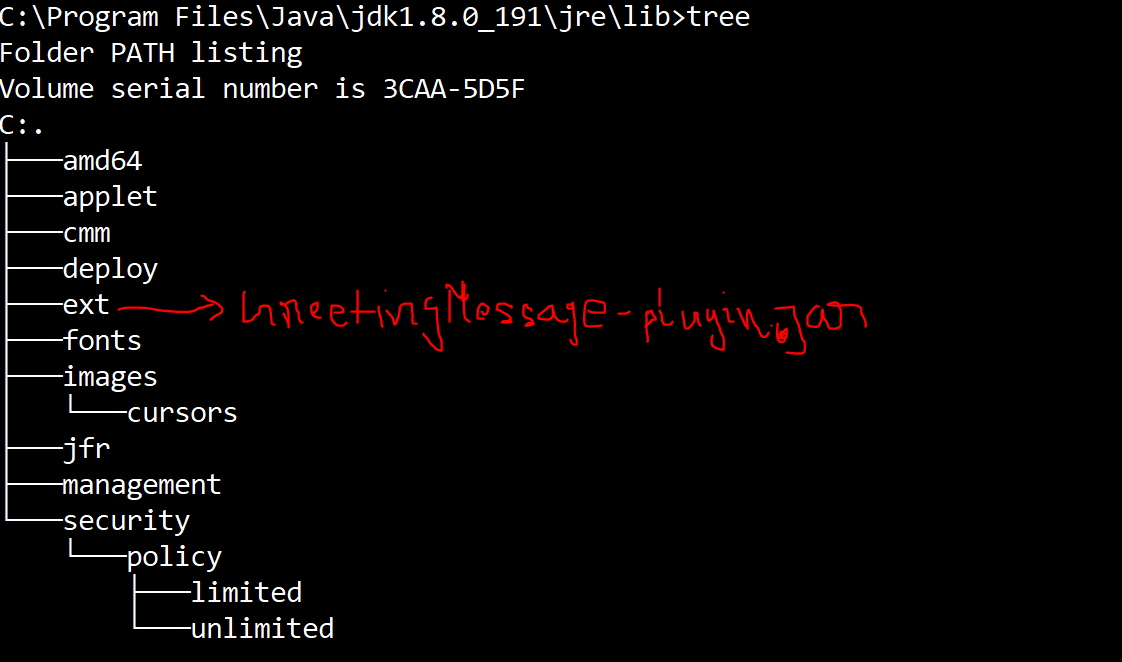 C:\Program Files\Java\jdk1.8.0_191\jre\lib>tree
Folder PATH listing
Volume serial number is 3CAA-5D5F
C:.
├───amd64
├───applet
├───cmm
├───deploy
├───ext GreetingMessage-plugin.jar
├───fonts
├───images
│   └───cursors
├───jfr
├───management
└───security
    └───policy
        ├───limited
        └───unlimited